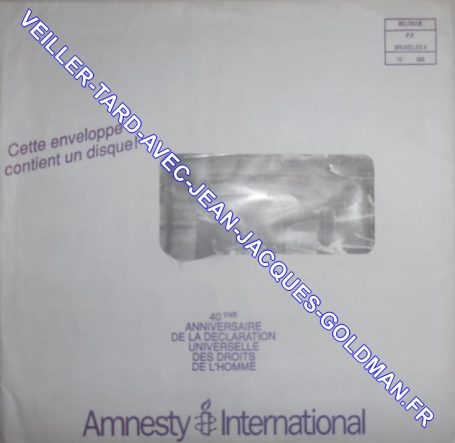 BELGIQUE
P.P.
BRUXELLES X
VEILLER-TARD-AVEC-JEAN-JACQUES-GOLDMAN.FR
Cette enveloppe
contient un disque!
40 EME
ANNIVERSAIRE
DE LA DECLARATION
UNIVERSELLE
DES DROITS
DE L'HOMME
Amnesty International